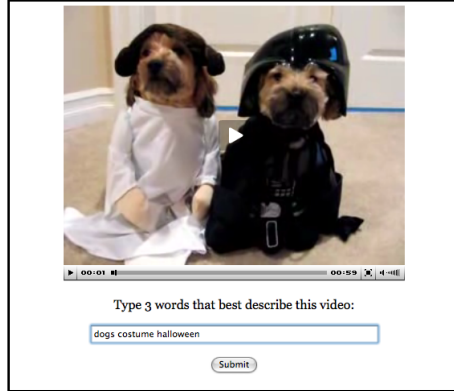 00:01
00:59
Type 3 words that best describe this video:
dogs costume halloween
Submit